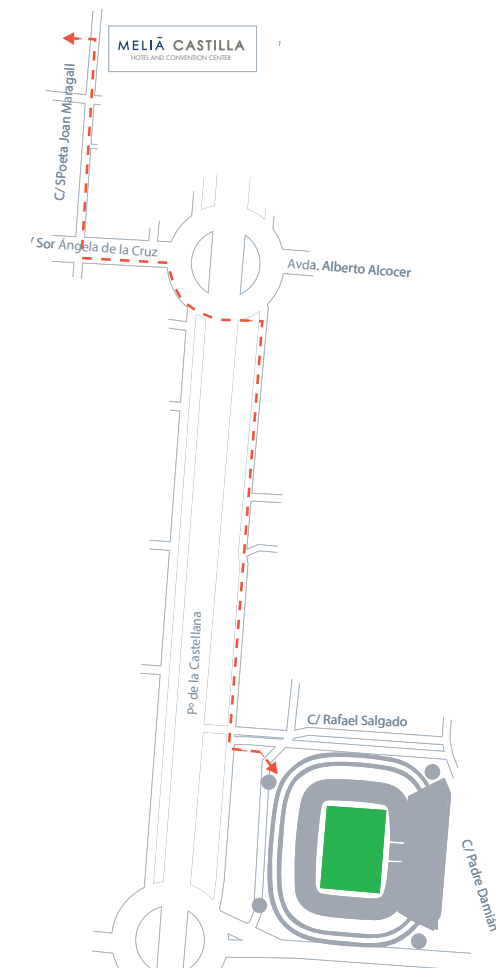 MELIÃ CASTILLA
HOTEL AND CONVENTION CENTER
C/ SPoeta Joan Maragall
/ Sor Ángela de la Cruz
Avda. Alberto Alcocer
Pº de la Castellana
C/ Rafael Salgado
C/ Padre Damián